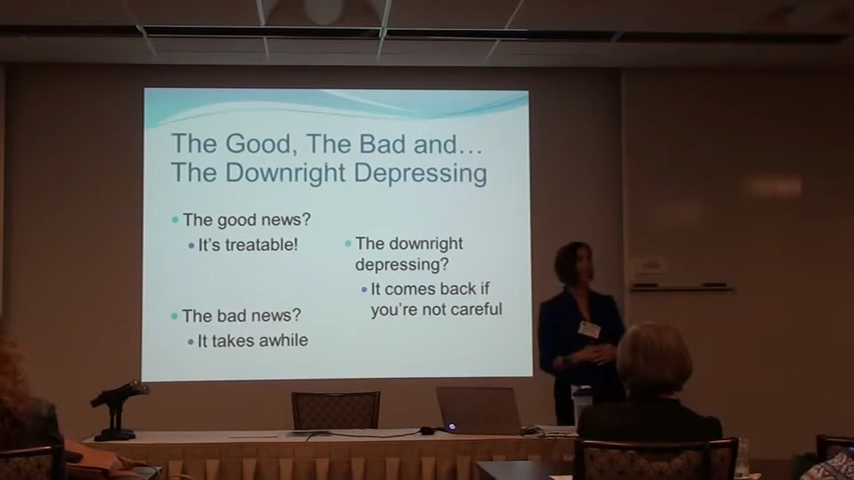 The Good, The Bad and...
The Downright Depressing
The good news?
It's treatable!
The bad news?
It takes awhile
The downright
depressing?
It comes back if
you're not careful